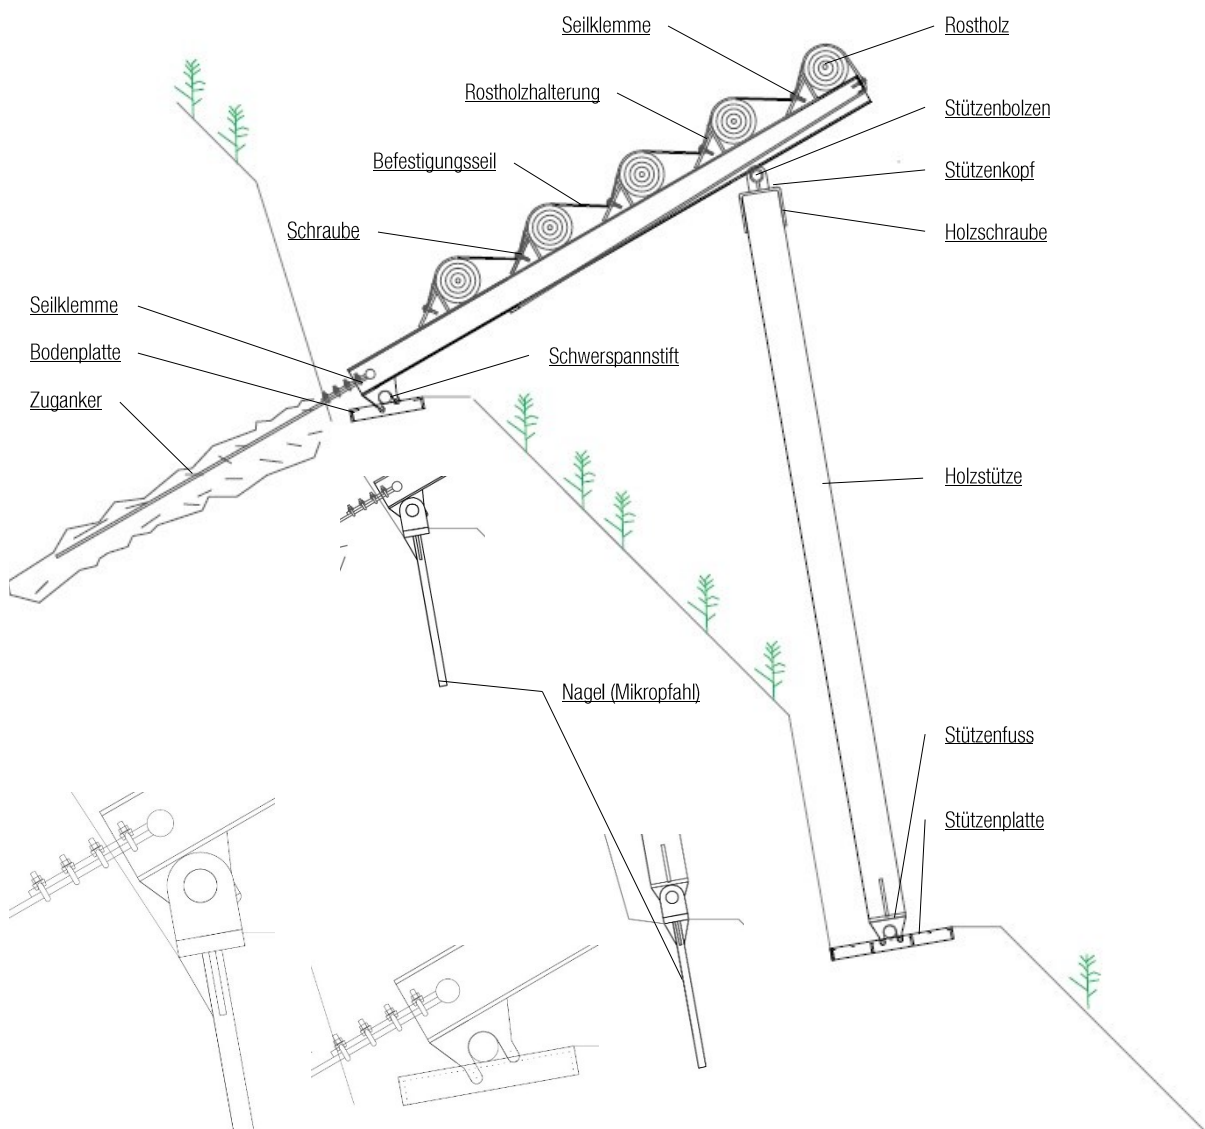 Seilklemme
Rostholz
Rostholzhalterung
Stützenbolzen
Befestigungsseil
Stützenkopf
Schraube
Holzschraube
Seilklemme
Bodenplatte
Schwerspannstift
Zuganker
Holzstütze
Nagel (Mikropfahl)
Stützenfuss
Stützenplatte